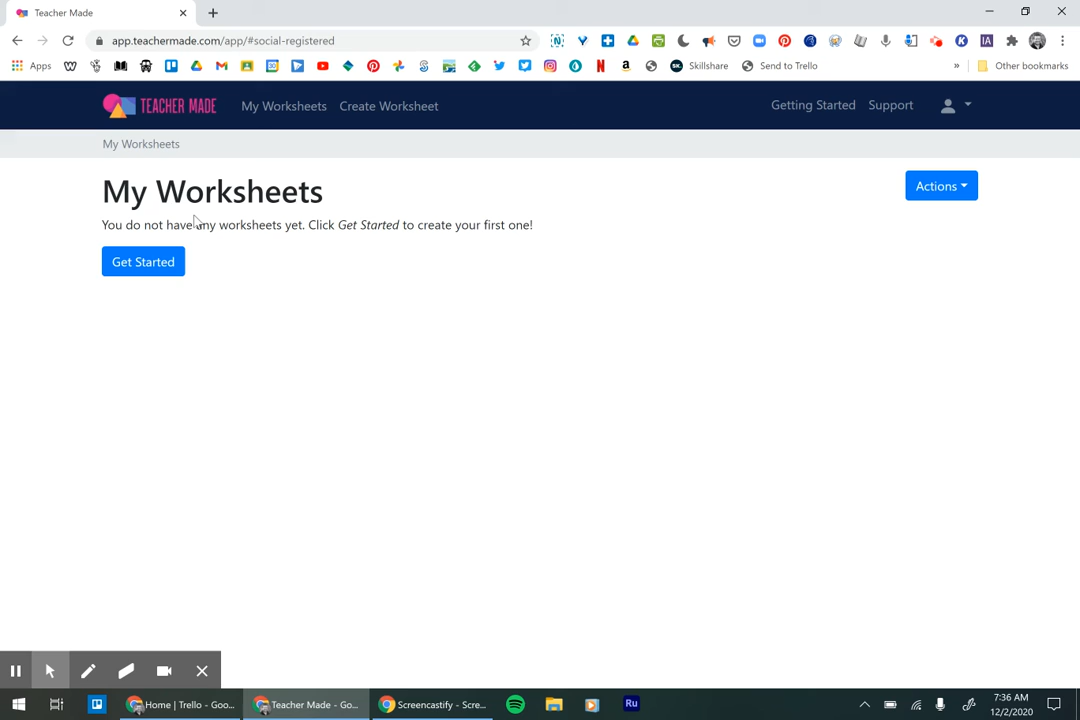 Teacher Made
app.teachermade.com/app/#social-registered
Apps
Skillshare
Send to Trello
»
Other bookmarks
TEACHER MADE
My Worksheets
Create Worksheet
Getting Started
Support
My Worksheets
My Worksheets
Actions
You do not have any worksheets yet. Click Get Started to create your first one!
Get Started
Home | Trello - Goo...
Teacher Made - Go...
Screencastify - Scre...
Ru
7:36 AM
12/2/2020